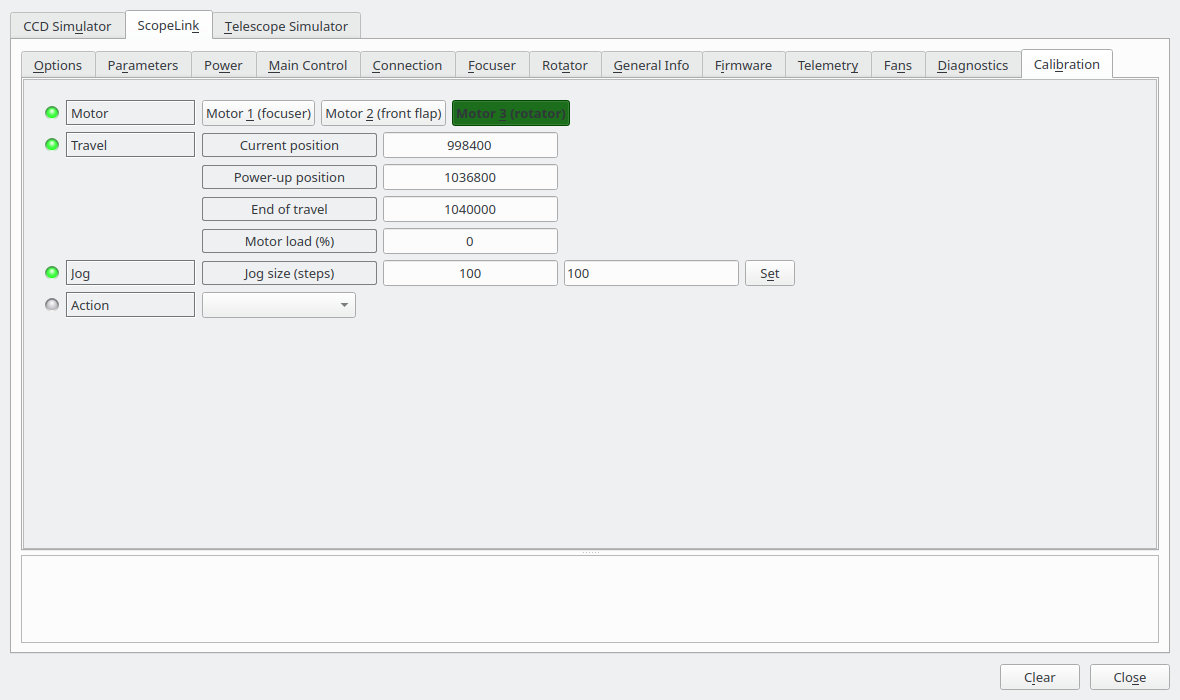 CCD Simulator ScopeLink Telescope Simulator
Options Parameters Power Main Control Connection Focuser Rotator General Info Firmware Telemetry Fans Diagnostics Calibration
Motor Motor 1 (focuser) Motor 2 (front flap) Motor 3 (rotator)
Travel Current position 998400
Power-up position 1036800
End of travel 1040000
Motor load (%) 0
Jog Jog size (steps) 100 100 Set
Action
Clear Close